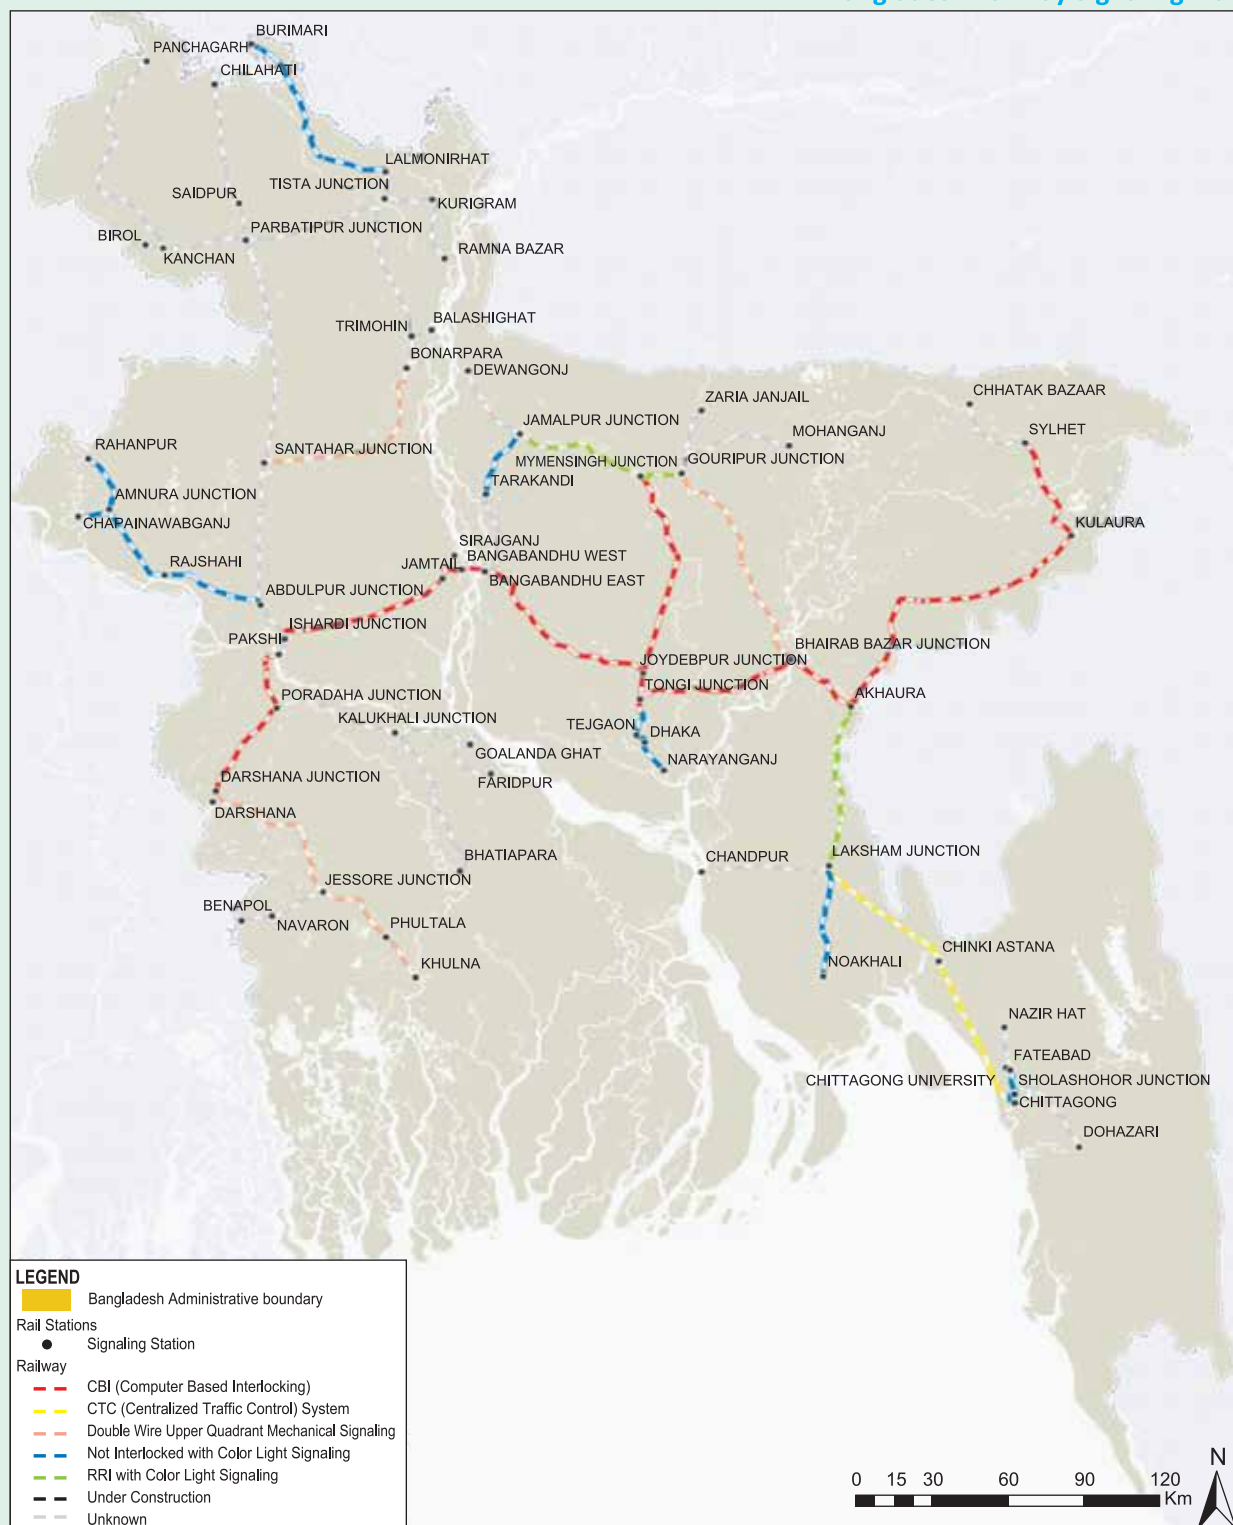 BURIMARI
PANCHAGARH
CHILAHATI
LALMONIRHAT
TISTA JUNCTION
SAIDPUR
KURIGRAM
BIROL
PARBATIPUR JUNCTION
KANCHAN
RAMNA BAZAR
BALASHIGHAT
TRIMOHIN
BONARPARA
DEWANGONJ
ZARIA JANJAIL
CHHATAK BAZAAR
JAMALPUR JUNCTION
MOHANGANJ
SYLHET
RAHANPUR
SANTAHAR JUNCTION
MYMENSINGH JUNCTION
GOURIPUR JUNCTION
TARAKANDI
AMNURA JUNCTION
CHAPAINAWABGANJ
KULAURA
SIRAJGANJ
BANGABANDHU WEST
JAMTAIL
BANGABANDHU EAST
RAJSHAHI
ABDULPUR JUNCTION
ISHARDI JUNCTION
PAKSHI
BHAIRAB BAZAR JUNCTION
JOYDEBPUR JUNCTION
TONGI JUNCTION
AKHAURA
PORADAHA JUNCTION
KALUKHALI JUNCTION
TEJGAON
DHAKA
GOALANDA GHAT
NARAYANGANJ
DARSHANA JUNCTION
FARIDPUR
DARSHANA
BHATIAPARA
CHANDPUR
LAKSHAM JUNCTION
JESSORE JUNCTION
BENAPOL
NAVARON
PHULTALA
CHINKI ASTANA
KHULNA
NOAKHALI
NAZIR HAT
FATEABAD
CHITTAGONG UNIVERSITY
SHOLASHOHOR JUNCTION
CHITTAGONG
DOHAZARI
LEGEND
Bangladesh Administrative boundary
Rail Stations
Signaling Station
Railway
CBI (Computer Based Interlocking)
CTC (Centralized Traffic Control) System
Double Wire Upper Quadrant Mechanical Signaling
Not Interlocked with Color Light Signaling
RRI with Color Light Signaling
Under Construction
Unknown
0 15 30 60 90 120
Km
N